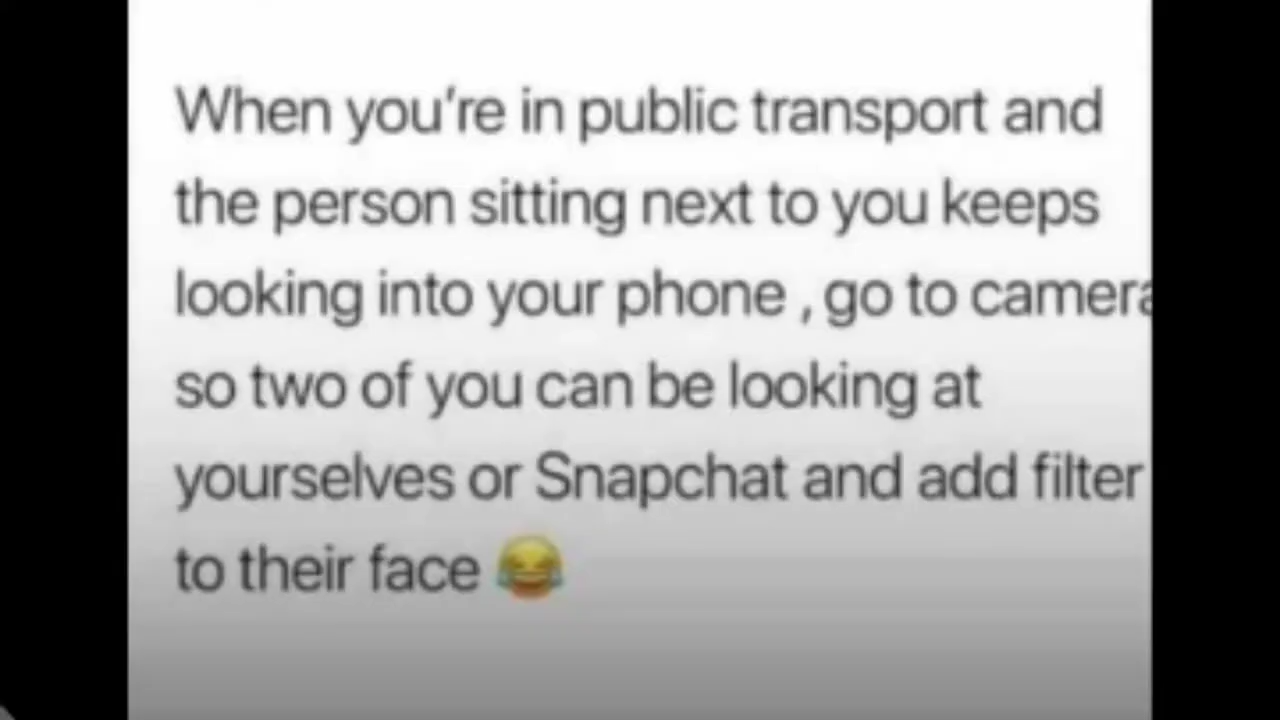 When you're in public transport and
the person sitting next to you keeps
looking into your phone , go to camera
so two of you can be looking at
yourselves or Snapchat and add filter
to their face 😂